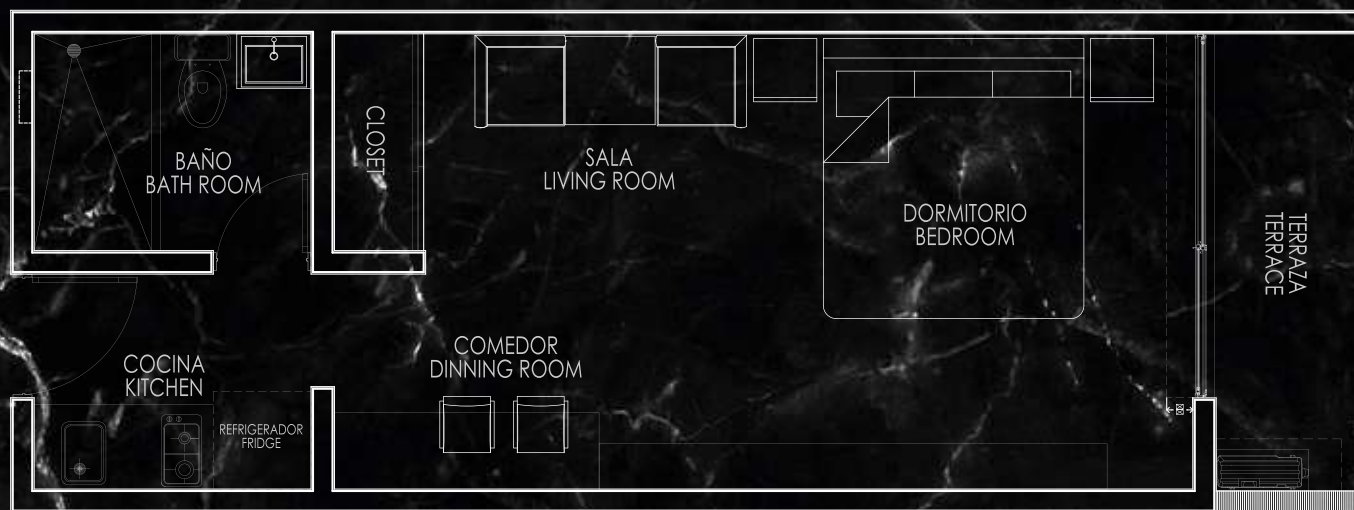 BAÑO
BATH ROOM
CLOSET
SALA
LIVING ROOM
DORMITORIO
BEDROOM
TERRAZA
TERRACE
COCINA
KITCHEN
COMEDOR
DINNING ROOM
REFRIGERADOR
FRIDGE